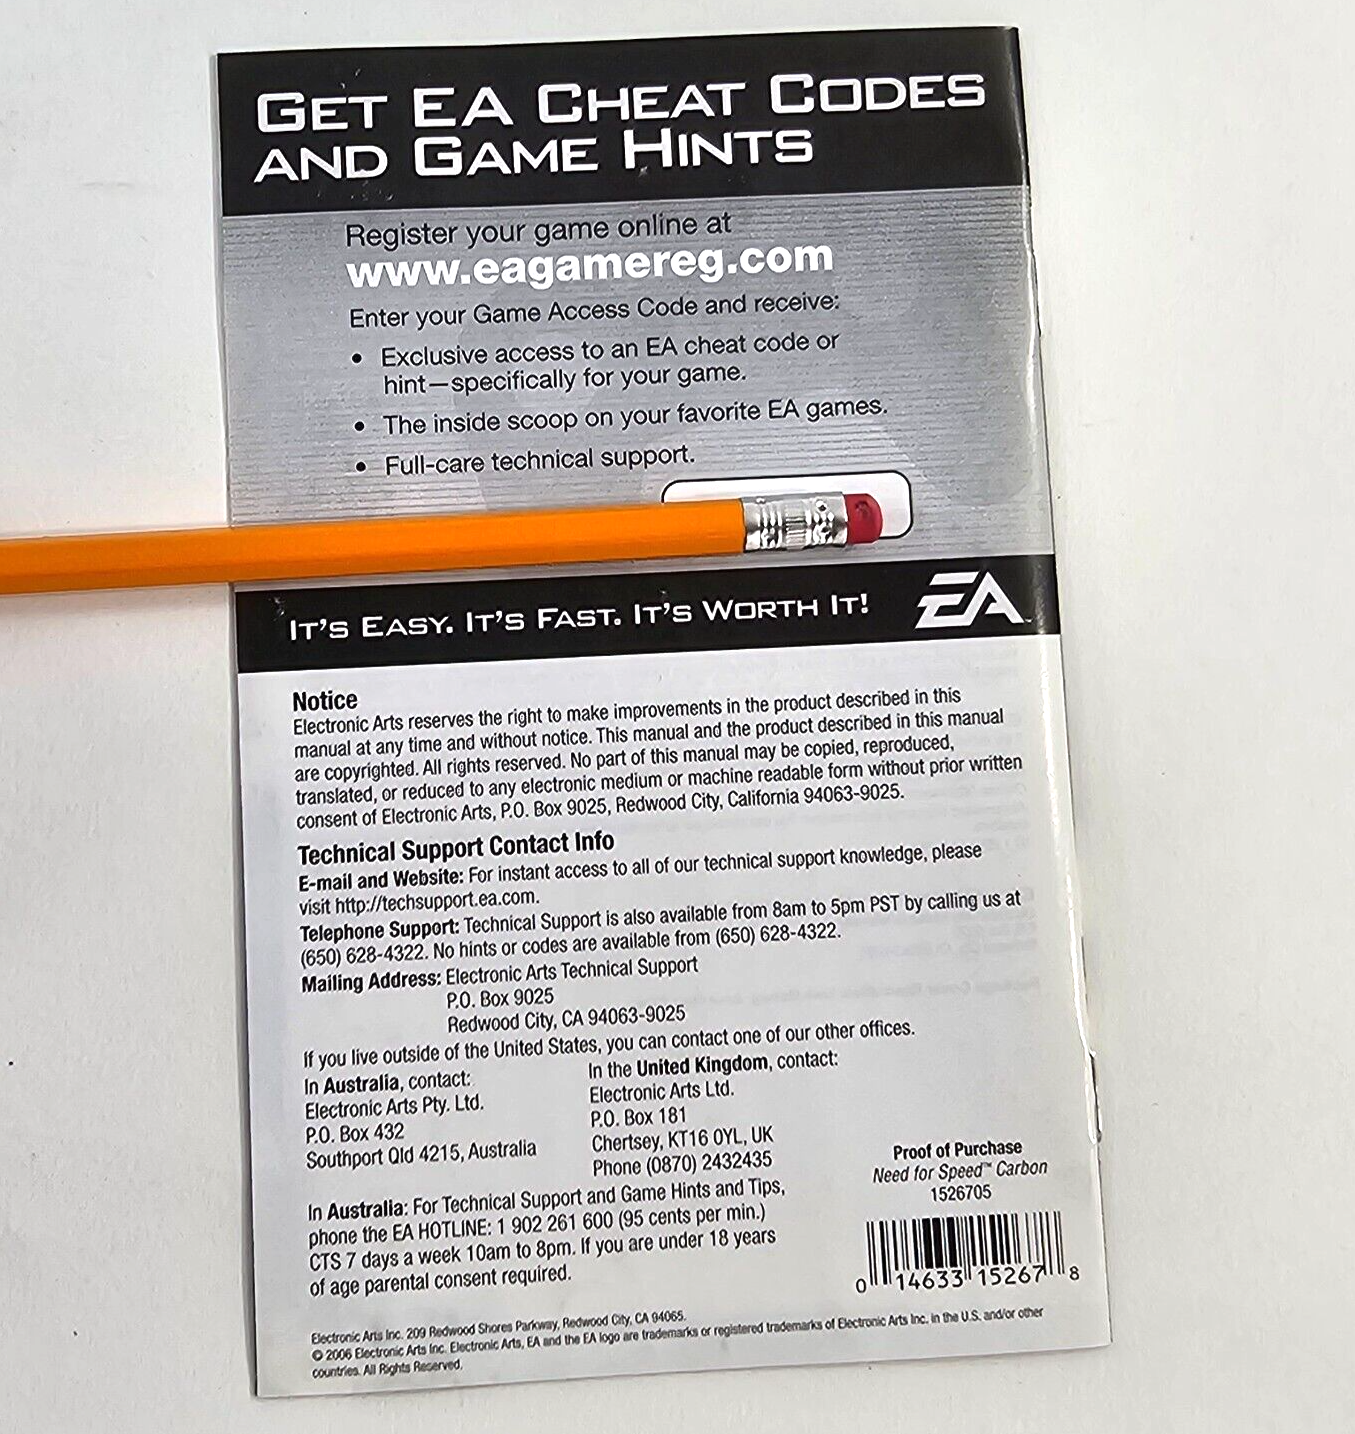 GET EA CHEAT CODES
AND GAME HINTS
Register your game online at
www.eagamereg.com
Enter your Game Access Code and receive:
• Exclusive access to an EA cheat code or
hint—specifically for your game.
• The inside scoop on your favorite EA games.
• Full-care technical support.
IT'S EASY. IT'S FAST. IT'S WORTH IT!
EA™
Notice
Electronic Arts reserves the right to make improvements in the product described in this
manual at any time and without notice. This manual and the product described in this manual
are copyrighted. All rights reserved. No part of this manual may be copied, reproduced,
translated, or reduced to any electronic medium or machine readable form without prior written
consent of Electronic Arts, P.O. Box 9025, Redwood City, California 94063-9025.
Technical Support Contact Info
E-mail and Website: For instant access to all of our technical support knowledge, please
visit http://techsupport.ea.com.
Telephone Support: Technical Support is also available from 8am to 5pm PST by calling us at
(650) 628-4322. No hints or codes are available from (650) 628-4322.
Mailing Address: Electronic Arts Technical Support
P.O. Box 9025
Redwood City, CA 94063-9025
If you live outside of the United States, you can contact one of our other offices.
In Australia, contact:
Electronic Arts Pty. Ltd.
P.O. Box 432
Southport Qld 4215, Australia
In the United Kingdom, contact:
Electronic Arts Ltd.
P.O. Box 181
Chertsey, KT16 0YL, UK
Phone (0870) 2432435
In Australia: For Technical Support and Game Hints and Tips,
phone the EA HOTLINE: 1 902 261 600 (95 cents per min.)
CTS 7 days a week 10am to 8pm. If you are under 18 years
of age parental consent required.
Proof of Purchase
Need for Speed™ Carbon
1526705
0 14633 15267 8
Electronic Arts Inc. 209 Redwood Shores Parkway, Redwood City, CA 94065.
© 2006 Electronic Arts Inc. Electronic Arts, EA and the EA logo are trademarks or registered trademarks of Electronic Arts Inc. in the U.S. and/or other
countries. All Rights Reserved.